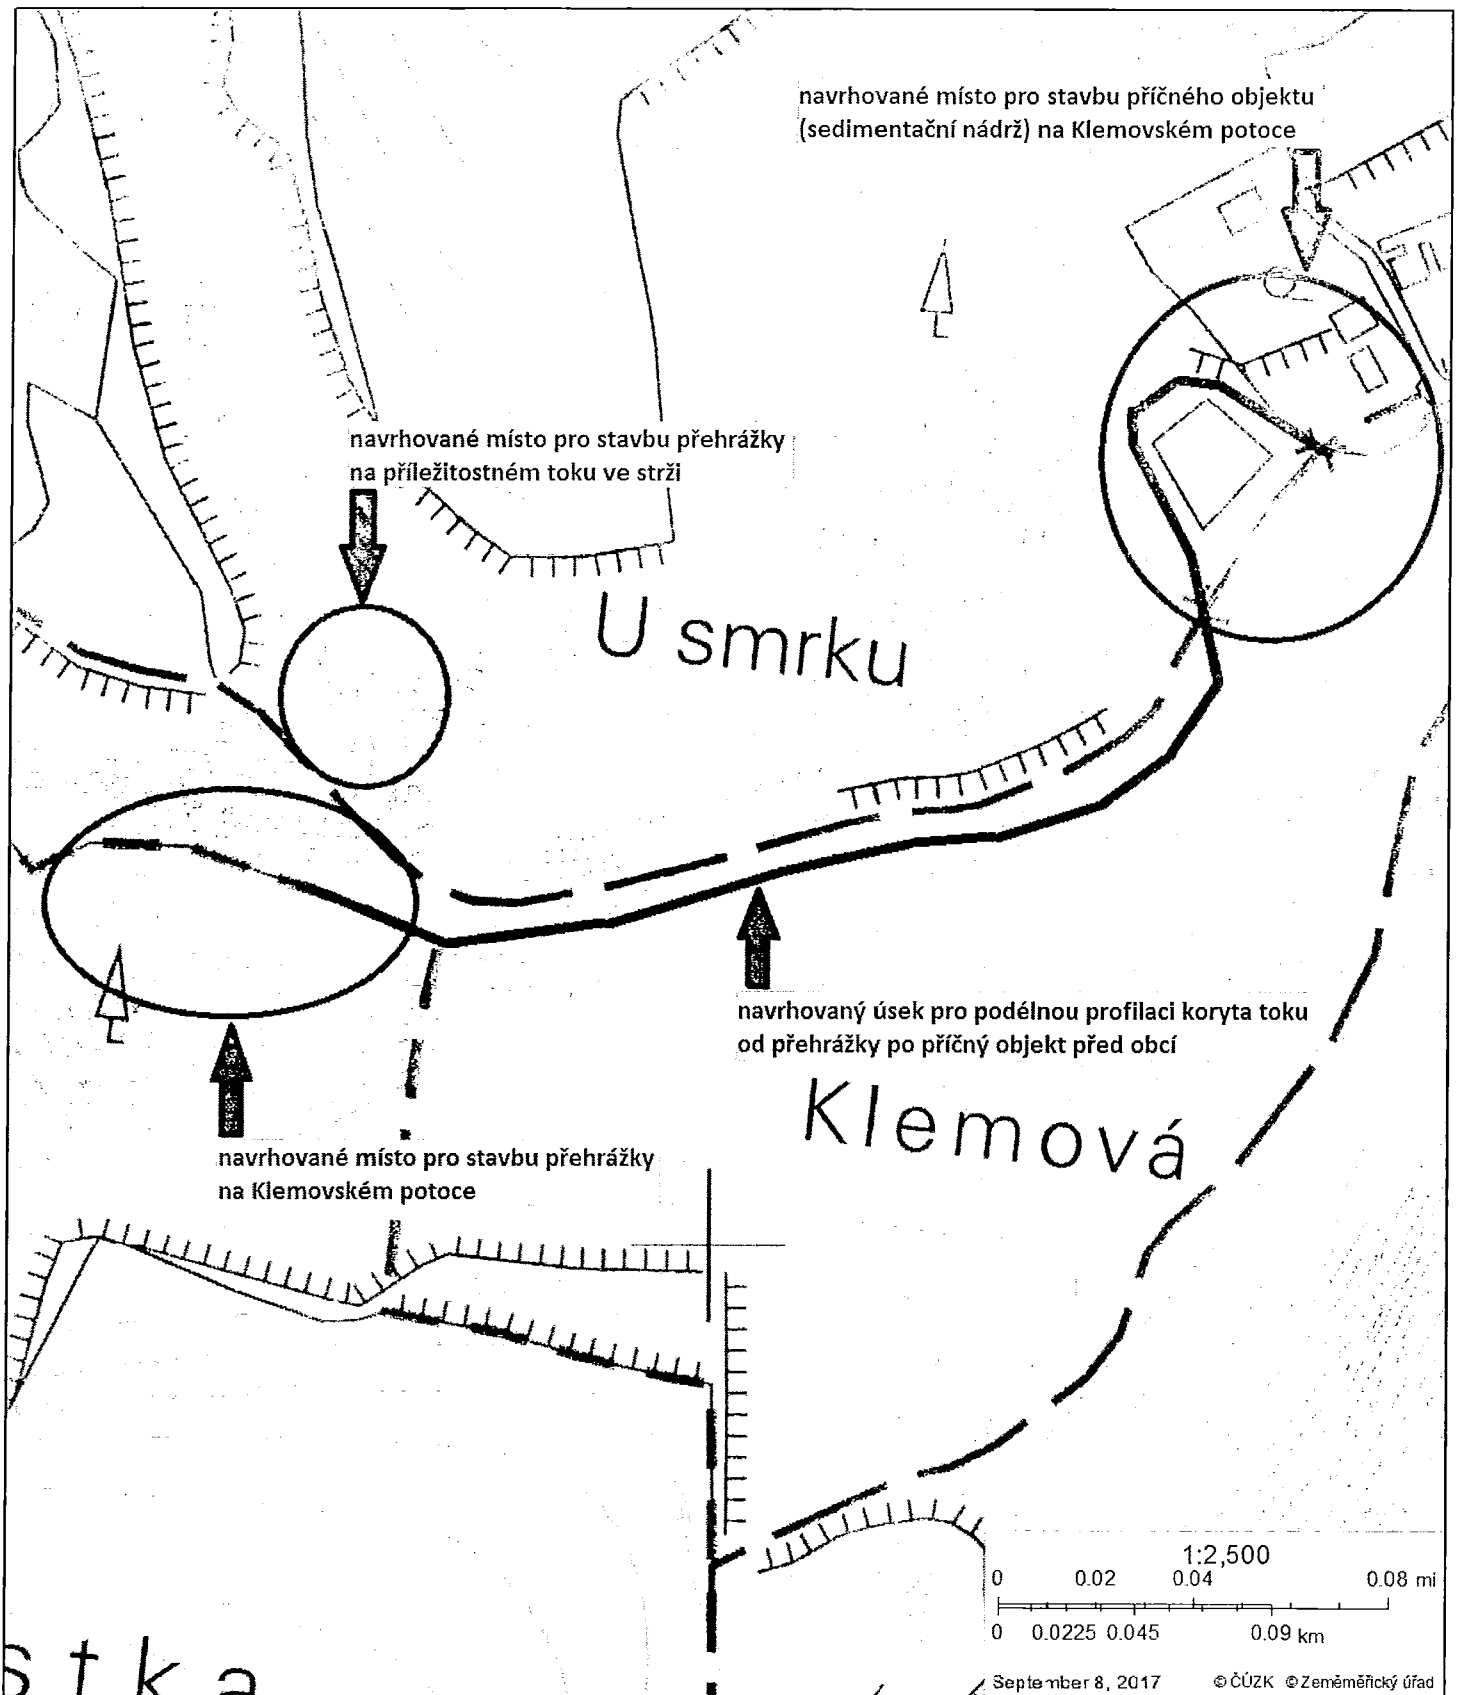 navrhované místo pro stavbu příčného objektu
(sedimentační nádrž) na Klemovském potoce
navrhované místo pro stavbu přehrážky
na příležitostném toku ve strži
U smrku
navrhovaný úsek pro podélnou profilaci koryta toku
od přehrážky po příčný objekt před obcí
Klemová
navrhované místo pro stavbu přehrážky
na Klemovském potoce
1:2,500
0 0.02 0.04 0.08 mi
0 0.0225 0.045 0.09 km
stka
September 8, 2017 © ČÚZK © Zeměměřický úřad